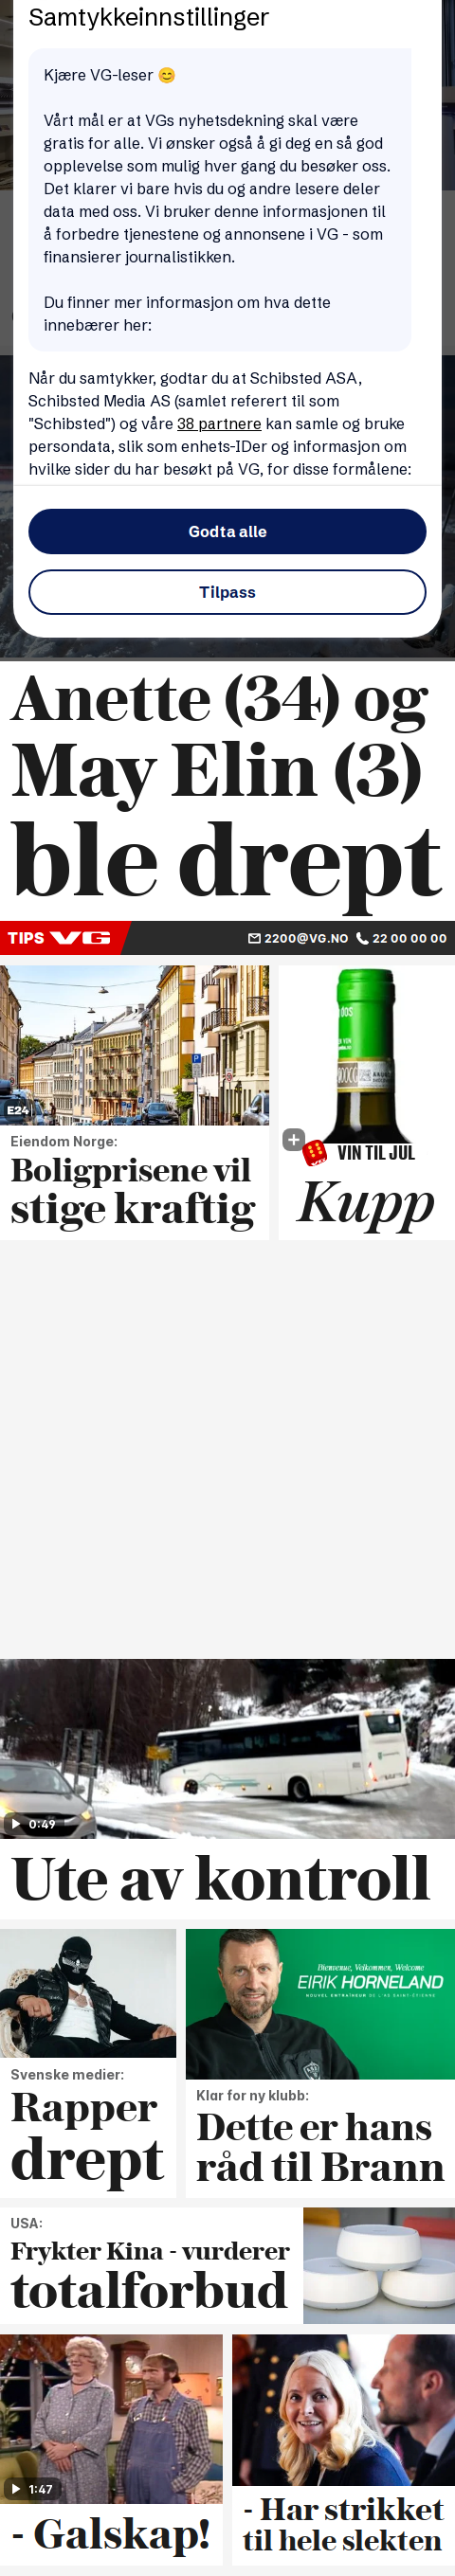 Samtykkeinnstillinger
Kjære VG-leser 😊
Vårt mål er at VGs nyhetsdekning skal være
gratis for alle. Vi ønsker også å gi deg en så god
opplevelse som mulig hver gang du besøker oss.
Det klarer vi bare hvis du og andre lesere deler
data med oss. Vi bruker denne informasjonen til
å forbedre tjenestene og annonsene i VG - som
finansierer journalistikken.
Du finner mer informasjon om hva dette
innebærer her:
Når du samtykker, godtar du at Schibsted ASA,
Schibsted Media AS (samlet referert til som
"Schibsted") og våre 38 partnere kan samle og bruke
persondata, slik som enhets-IDer og informasjon om
hvilke sider du har besøkt på VG, for disse formålene:
Godta alle
Tilpass
Anette (34) og
May Elin (3)
ble drept
TIPS VG
2200@VG.NO
22 00 00 00
E24
Eiendom Norge:
Boligprisene vil
stige kraftig
VIN TIL JUL
Kupp
0:49
Ute av kontroll
Svenske medier:
Rapper
drept
Bienvenue, Velkommen, Welcome
EIRIK HORNELAND
NOUVEL ENTRAÎNEUR DE L'AS SAINT-ÉTIENNE
Klar for ny klubb:
Dette er hans
råd til Brann
USA:
Frykter Kina - vurderer
totalforbud
1:47
- Galskap!
- Har strikket
til hele slekten